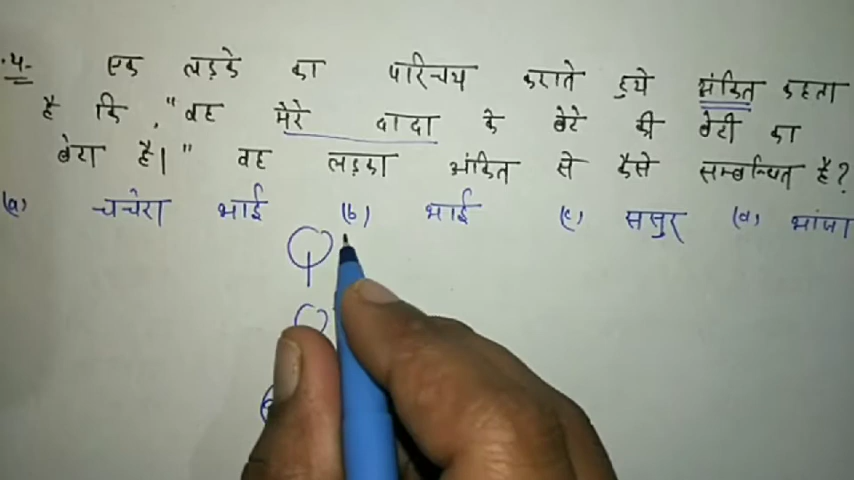 .4- एक लड़के का परिचय कराते हुये अंकित कहता
है कि, "वह मेरे दादा के बेटे की बेटी का
बेटा है।" वह लड़का अंकित से कैसे सम्बन्धित है?
(a) चचेरा भाई (b) भाई (c) ससुर (d) भांजा